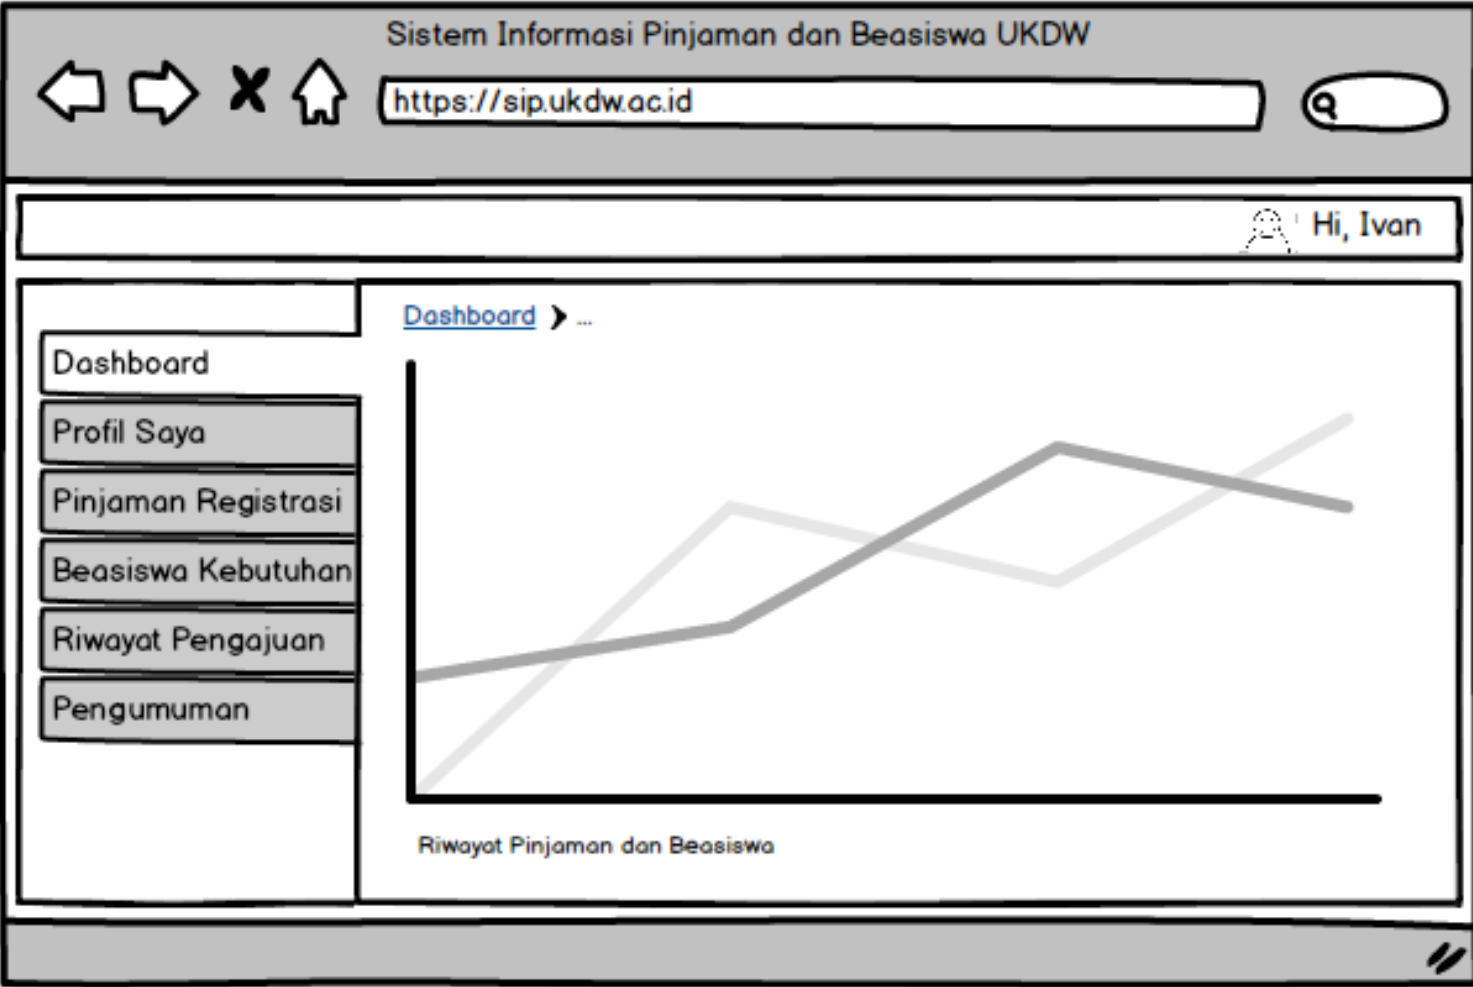 Sistem Informasi Pinjaman dan Beasiswa UKDW
https://sip.ukdw.ac.id
Hi, Ivan
Dashboard
Profil Saya
Pinjaman Registrasi
Beasiswa Kebutuhan
Riwayat Pengajuan
Pengumuman
Dashboard ❯ ...
Riwayat Pinjaman dan Beasiswa